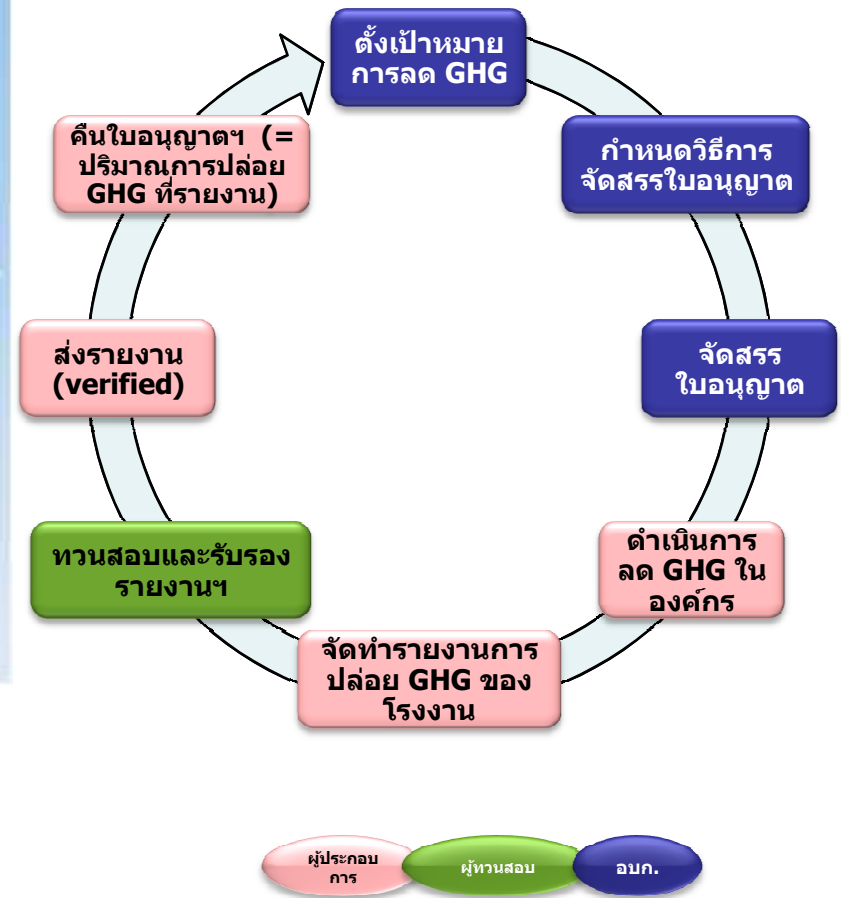 ตั้งเป้าหมาย
การลด GHG
กำหนดวิธีการ
จัดสรรใบอนุญาต
จัดสรร
ใบอนุญาต
ดำเนินการ
ลด GHG ใน
องค์กร
จัดทำรายงานการ
ปล่อย GHG ของ
โรงงาน
ทวนสอบและรับรอง
รายงานฯ
ส่งรายงาน
(verified)
คืนใบอนุญาตฯ (=
ปริมาณการปล่อย
GHG ที่รายงาน)
ผู้ประกอบ
การ
ผู้ทวนสอบ
อบก.